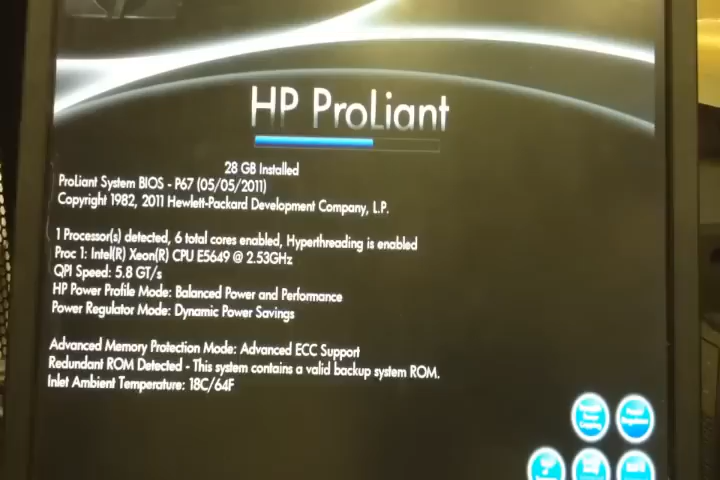 HP ProLiant
28 GB Installed
ProLiant System BIOS - P67 (05/05/2011)
Copyright 1982, 2011 Hewlett-Packard Development Company, L.P.
1 Processor(s) detected, 6 total cores enabled, Hyperthreading is enabled
Proc 1: Intel(R) Xeon(R) CPU E5649 @ 2.53GHz
QPI Speed: 5.8 GT/s
HP Power Profile Mode: Balanced Power and Performance
Power Regulator Mode: Dynamic Power Savings
Advanced Memory Protection Mode: Advanced ECC Support
Redundant ROM Detected - This system contains a valid backup system ROM.
Inlet Ambient Temperature: 18C/64F